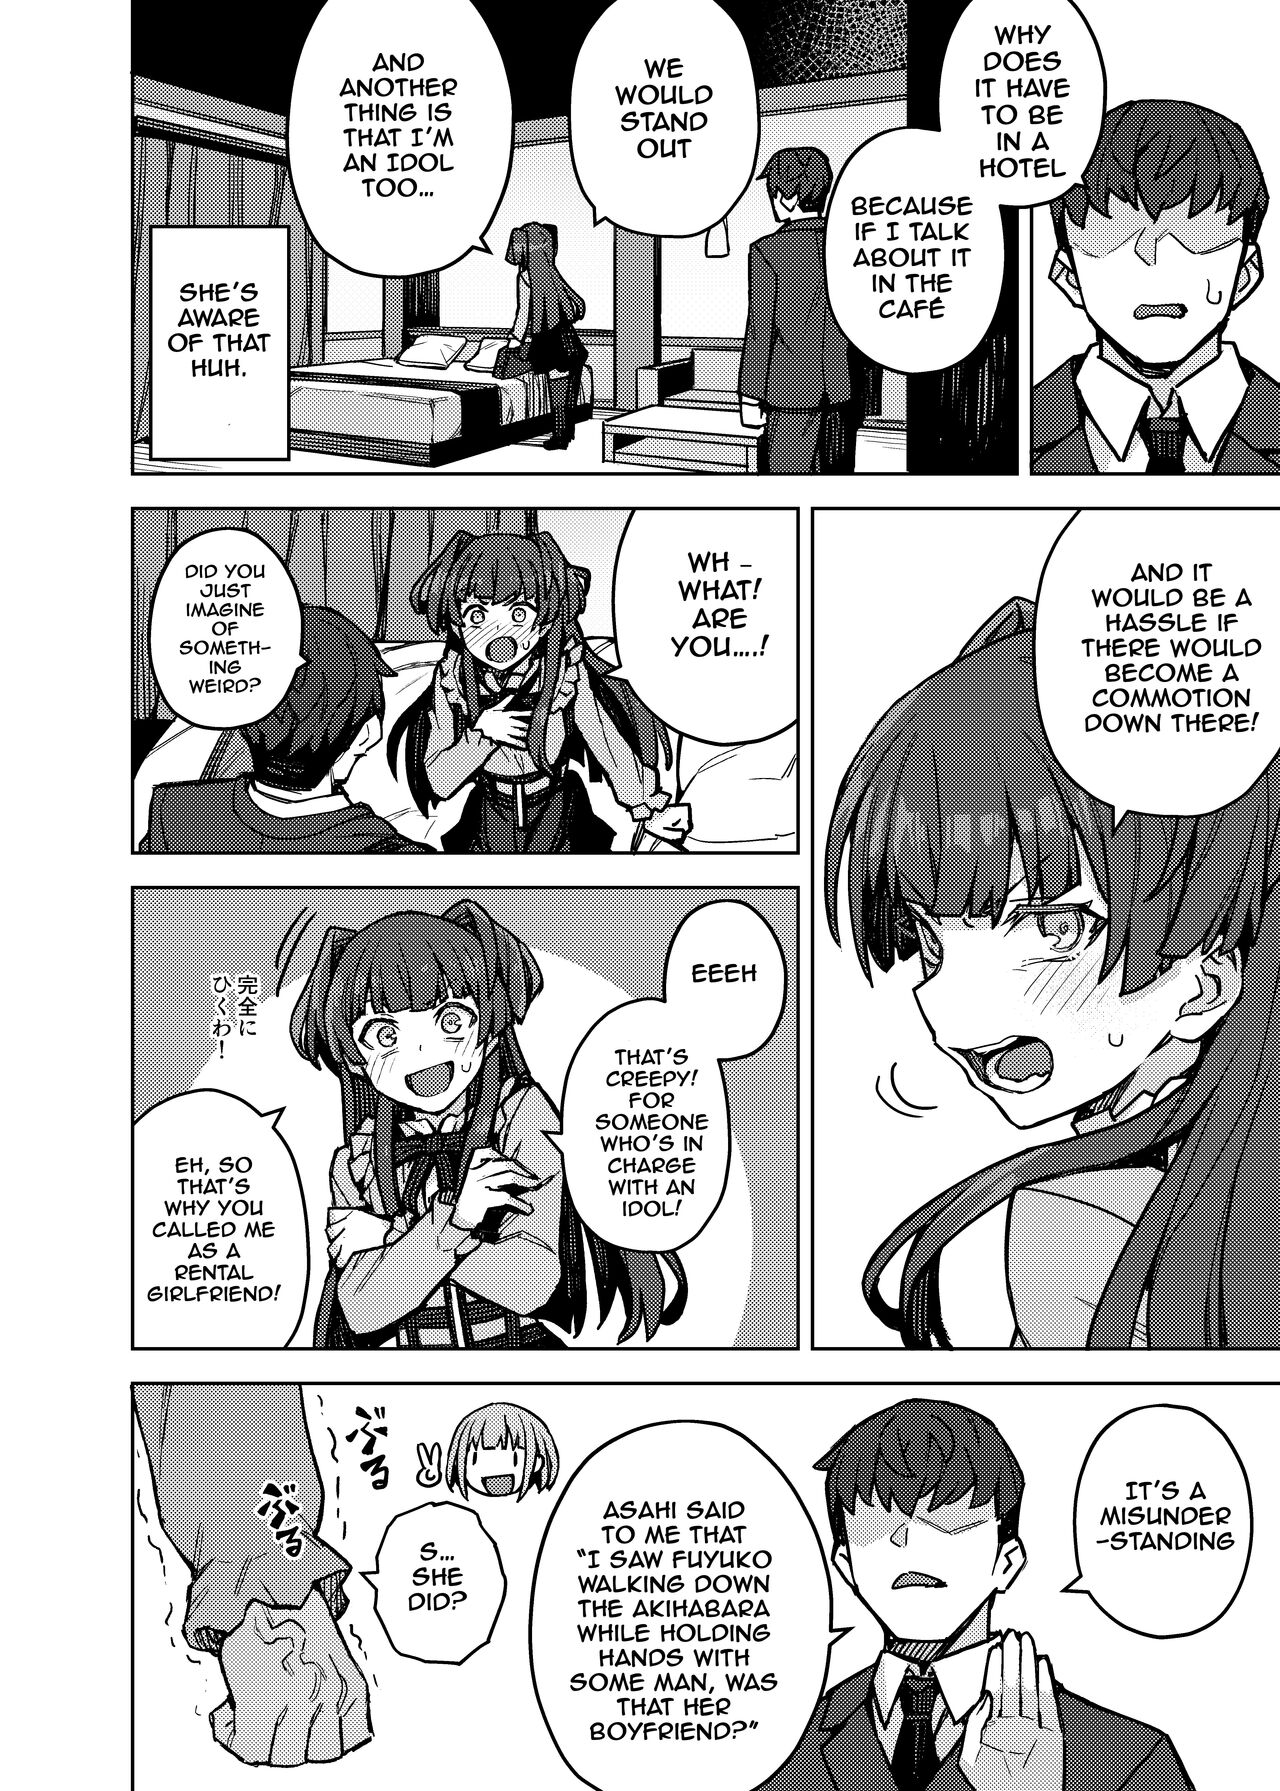 WHY
DOES
IT HAVE
TO BE
IN A
HOTEL
BECAUSE
IF I TALK
ABOUT IT
IN THE
CAFÉ
WE
WOULD
STAND
OUT
AND
ANOTHER
THING IS
THAT I'M
AN IDOL
TOO...
SHE'S
AWARE
OF THAT
HUH.
AND IT
WOULD BE A
HASSLE IF
THERE WOULD
BECOME A
COMMOTION
DOWN THERE!
WH -
WHAT!
ARE
YOU....!
DID YOU
JUST
IMAGINE
OF
SOMETH-
ING
WEIRD?
EEEH
THAT'S
CREEPY!
FOR
SOMEONE
WHO'S IN
CHARGE
WITH AN
IDOL!
完全に
ひくわ!
EH, SO
THAT'S
WHY YOU
CALLED ME
AS A
RENTAL
GIRLFRIEND!
IT'S A
MISUNDER
-STANDING
ASAHI SAID
TO ME THAT
"I SAW FUYUKO
WALKING DOWN
THE AKIHABARA
WHILE HOLDING
HANDS WITH
SOME MAN, WAS
THAT HER
BOYFRIEND?"
S...
SHE
DID?
ぶる
ぶる